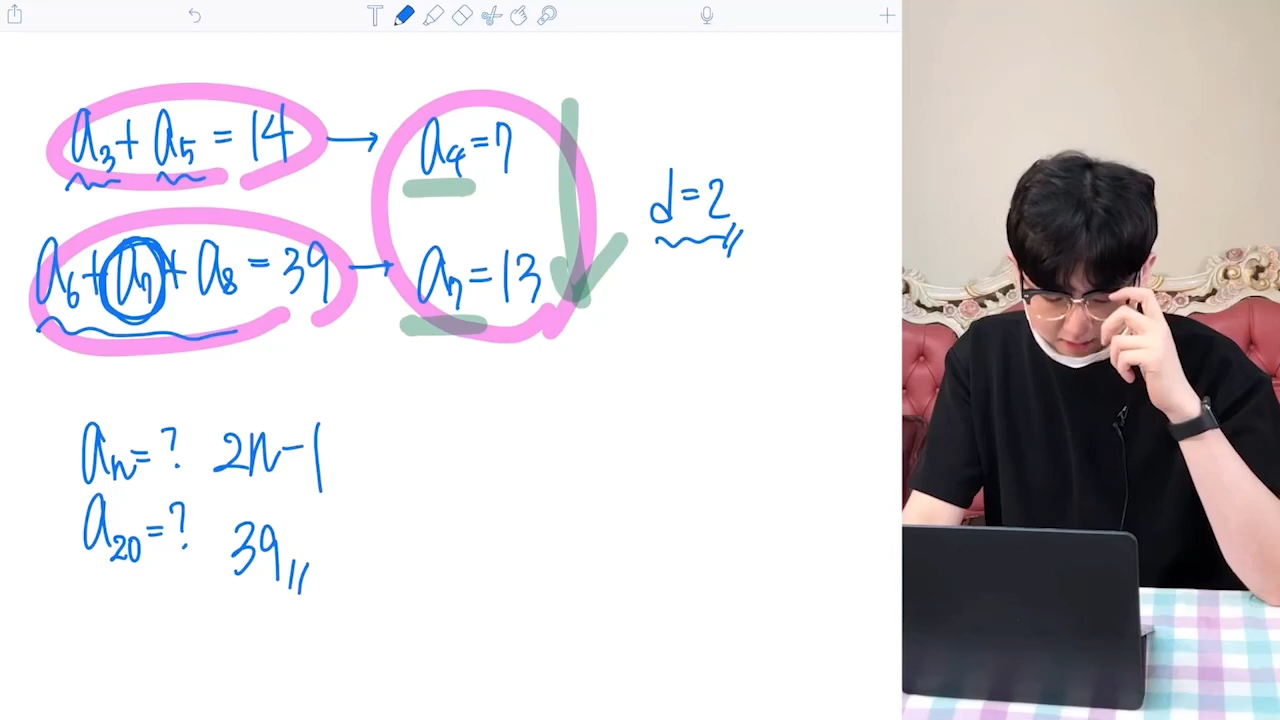 a₃ + a₅ = 14 → a₄ = 7
d = 2
a₆ + a₇ + a₈ = 39 → a₇ = 13
aₙ = ? 2n - 1
a₂₀ = ? 39